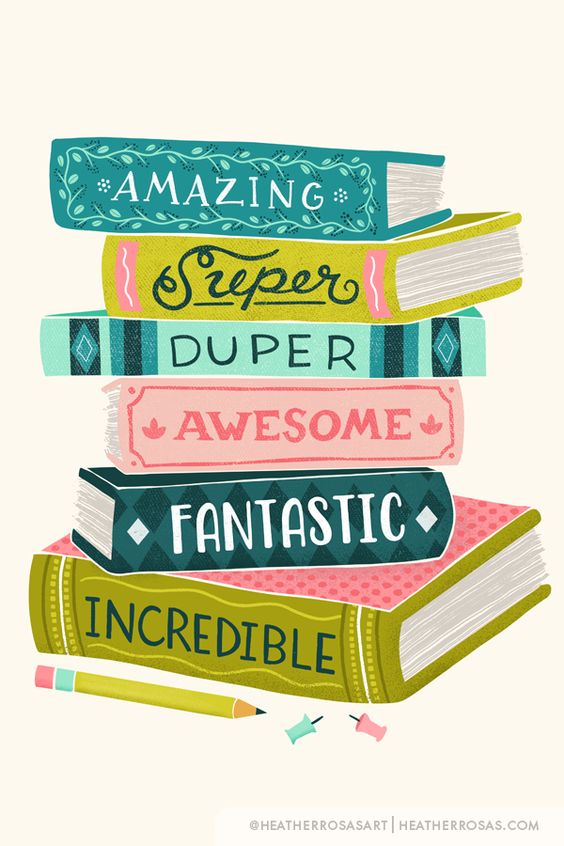 AMAZING
Super
DUPER
AWESOME
FANTASTIC
INCREDIBLE
@HEATHERROSASART | HEATHERROSAS.COM